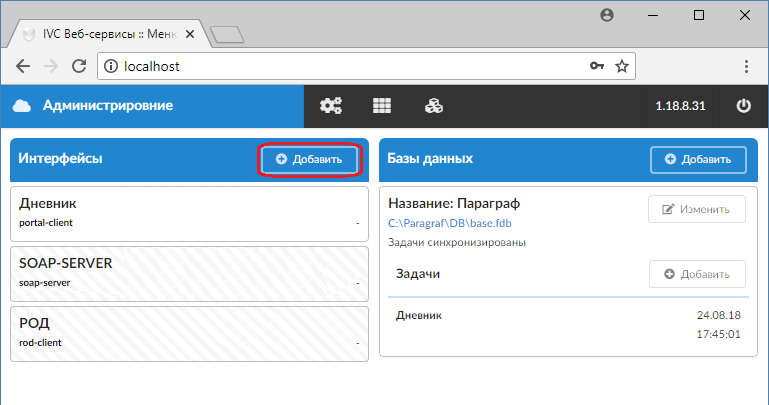 IVC Веб-сервисы :: Меню
localhost
Администрировние
1.18.8.31
Интерфейсы
Добавить
Дневник
portal-client
-
SOAP-SERVER
soap-server
-
РОД
rod-client
-
Базы данных
Добавить
Название: Параграф
Изменить
C:\Paragraf\DB\base.fdb
Задачи синхронизированы
Задачи
Добавить
Дневник
24.08.18
17:45:01